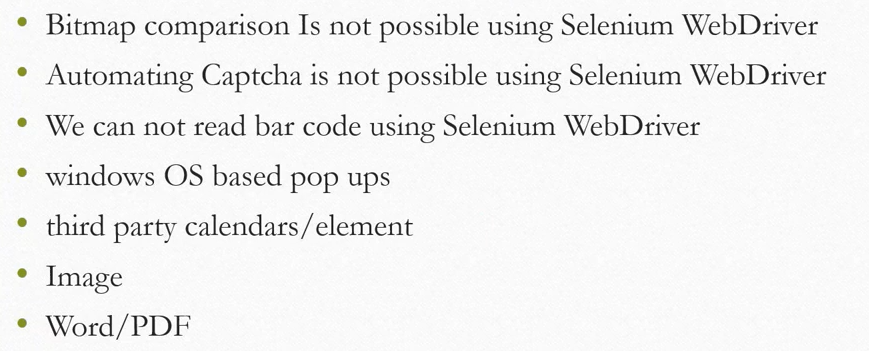 • Bitmap comparison Is not possible using Selenium WebDriver
• Automating Captcha is not possible using Selenium WebDriver
• We can not read bar code using Selenium WebDriver
• windows OS based pop ups
• third party calendars/element
• Image
• Word/PDF